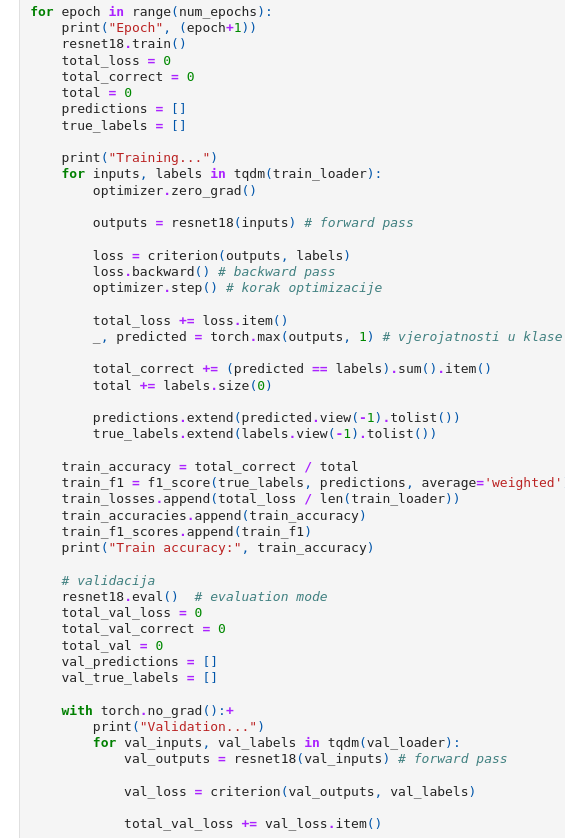 for epoch in range(num_epochs):
    print("Epoch", (epoch+1))
    resnet18.train()
    total_loss = 0
    total_correct = 0
    total = 0
    predictions = []
    true_labels = []

    print("Training...")
    for inputs, labels in tqdm(train_loader):
        optimizer.zero_grad()

        outputs = resnet18(inputs) # forward pass

        loss = criterion(outputs, labels)
        loss.backward() # backward pass
        optimizer.step() # korak optimizacije

        total_loss += loss.item()
        _, predicted = torch.max(outputs, 1) # vjerojatnosti u klase

        total_correct += (predicted == labels).sum().item()
        total += labels.size(0)

        predictions.extend(predicted.view(-1).tolist())
        true_labels.extend(labels.view(-1).tolist())

    train_accuracy = total_correct / total
    train_f1 = f1_score(true_labels, predictions, average='weighted'
    train_losses.append(total_loss / len(train_loader))
    train_accuracies.append(train_accuracy)
    train_f1_scores.append(train_f1)
    print("Train accuracy:", train_accuracy)

    # validacija
    resnet18.eval()  # evaluation mode
    total_val_loss = 0
    total_val_correct = 0
    total_val = 0
    val_predictions = []
    val_true_labels = []

    with torch.no_grad():+
        print("Validation...")
        for val_inputs, val_labels in tqdm(val_loader):
            val_outputs = resnet18(val_inputs) # forward pass

            val_loss = criterion(val_outputs, val_labels)

            total_val_loss += val_loss.item()